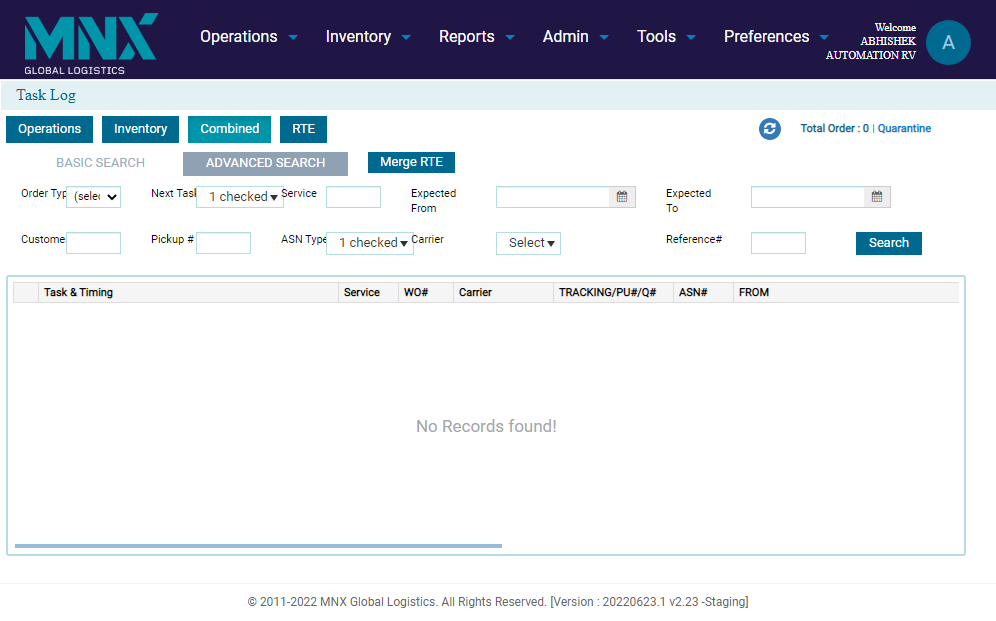 MNX
GLOBAL LOGISTICS
Operations Inventory Reports Admin Tools Preferences
Welcome
ABHISHEK
AUTOMATION RV
A
Task Log
Operations Inventory Combined RTE
Total Order : 0 | Quarantine
BASIC SEARCH ADVANCED SEARCH Merge RTE
Order Typ (selec Next Task 1 checked Service Expected From Expected To
Custome Pickup # ASN Type 1 checked Carrier Select Reference# Search
Task & Timing Service WO# Carrier TRACKING/PU#/Q# ASN# FROM
No Records found!
© 2011-2022 MNX Global Logistics. All Rights Reserved. [Version : 20220623.1 v2.23 -Staging]